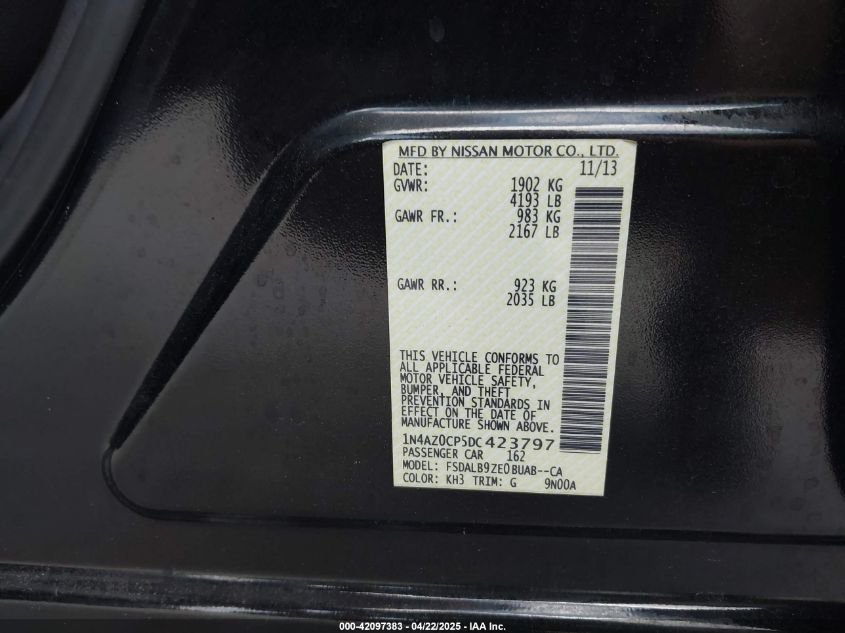 MFD BY NISSAN MOTOR CO., LTD.
DATE: 11/13
GVWR: 1902 KG
4193 LB
GAWR FR.: 983 KG
2167 LB
GAWR RR.: 923 KG
2035 LB
THIS VEHICLE CONFORMS TO
ALL APPLICABLE FEDERAL
MOTOR VEHICLE SAFETY,
BUMPER, AND THEFT
PREVENTION STANDARDS IN
EFFECT ON THE DATE OF
MANUFACTURE SHOWN ABOVE.
1N4AZ0CP5DC423797
PASSENGER CAR 162
MODEL: FSDALB9ZE0BUAB--CA
COLOR: KH3 TRIM: G 9N00A
000-42097383 - 04/22/2025 - IAA Inc.